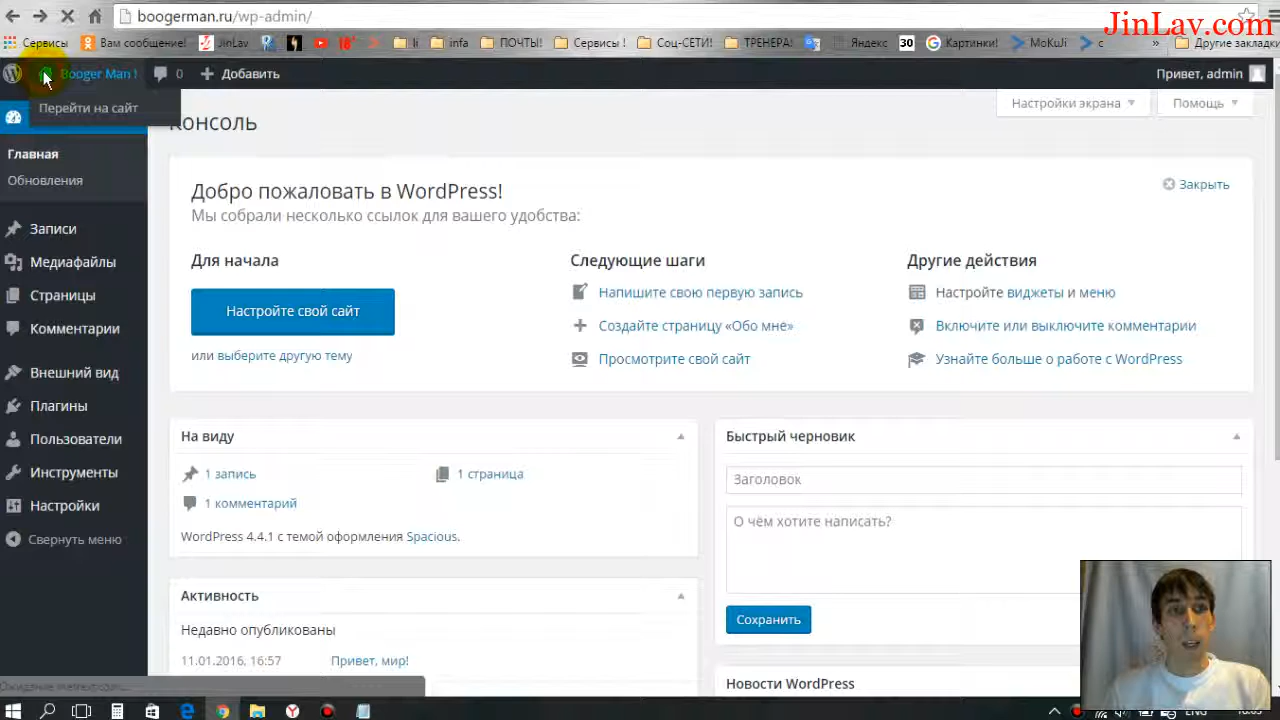 boogerman.ru/wp-admin/
JinLav.com
Сервисы
Вам сообщение!
JinLav
18+
li
infa
ПОЧТЫ!
Сервисы !
Соц-СЕТИ!
ТРЕНЕРА!
Яндекс
30
Картинки!
MoKuli
с
»
Другие закладки
Booger Man !
0
Добавить
Привет, admin
Перейти на сайт
Настройки экрана
Помощь
Консоль
Главная
Обновления
Записи
Медиафайлы
Страницы
Комментарии
Внешний вид
Плагины
Пользователи
Инструменты
Настройки
Свернуть меню
Добро пожаловать в WordPress!
Закрыть
Мы собрали несколько ссылок для вашего удобства:
Для начала
Настройте свой сайт
или выберите другую тему
Следующие шаги
Напишите свою первую запись
Создайте страницу «Обо мне»
Просмотрите свой сайт
Другие действия
Настройте виджеты и меню
Включите или выключите комментарии
Узнайте больше о работе с WordPress
На виду
1 запись
1 страница
1 комментарий
WordPress 4.4.1 с темой оформления Spacious.
Активность
Недавно опубликованы
11.01.2016, 16:57
Привет, мир!
Быстрый черновик
Заголовок
О чём хотите написать?
Сохранить
Новости WordPress
ENG